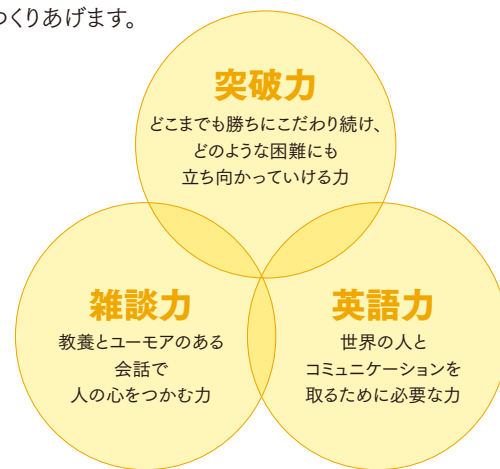 つくりあげます。
突破力
どこまでも勝ちにこだわり続け、
どのような困難にも
立ち向かっていける力
雑談力
教養とユーモアのある
会話で
人の心をつかむ力
英語力
世界の人と
コミュニケーションを
取るために必要な力